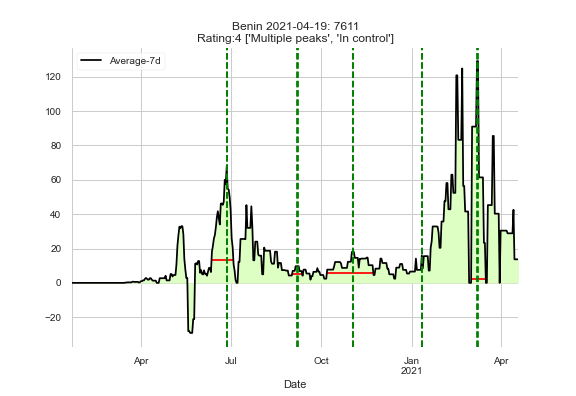 Benin 2021-04-19: 7611
Rating:4 ['Multiple peaks', 'In control']
Average-7d
120
100
80
60
40
20
0
−20
Apr
Jul
Oct
Jan
2021
Apr
Date